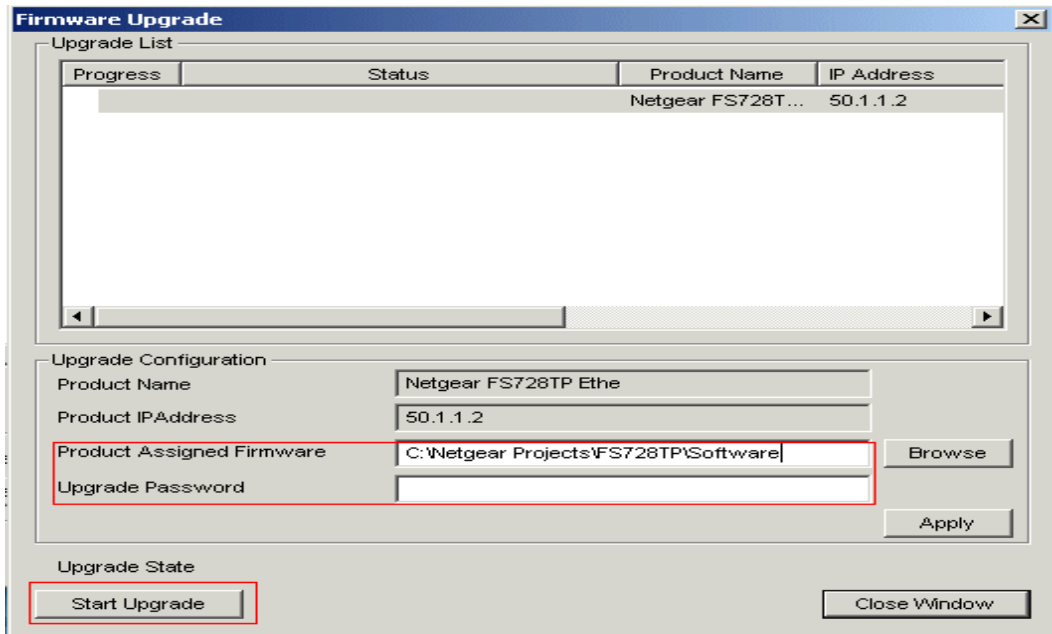 Firmware Upgrade
Upgrade List
Progress Status Product Name IP Address
Netgear FS728T... 50.1.1.2
Upgrade Configuration
Product Name Netgear FS728TP Ethe
Product IPAddress 50.1.1.2
Product Assigned Firmware C:\Netgear Projects\FS728TP\Software Browse
Upgrade Password
Apply
Upgrade State
Start Upgrade Close Window